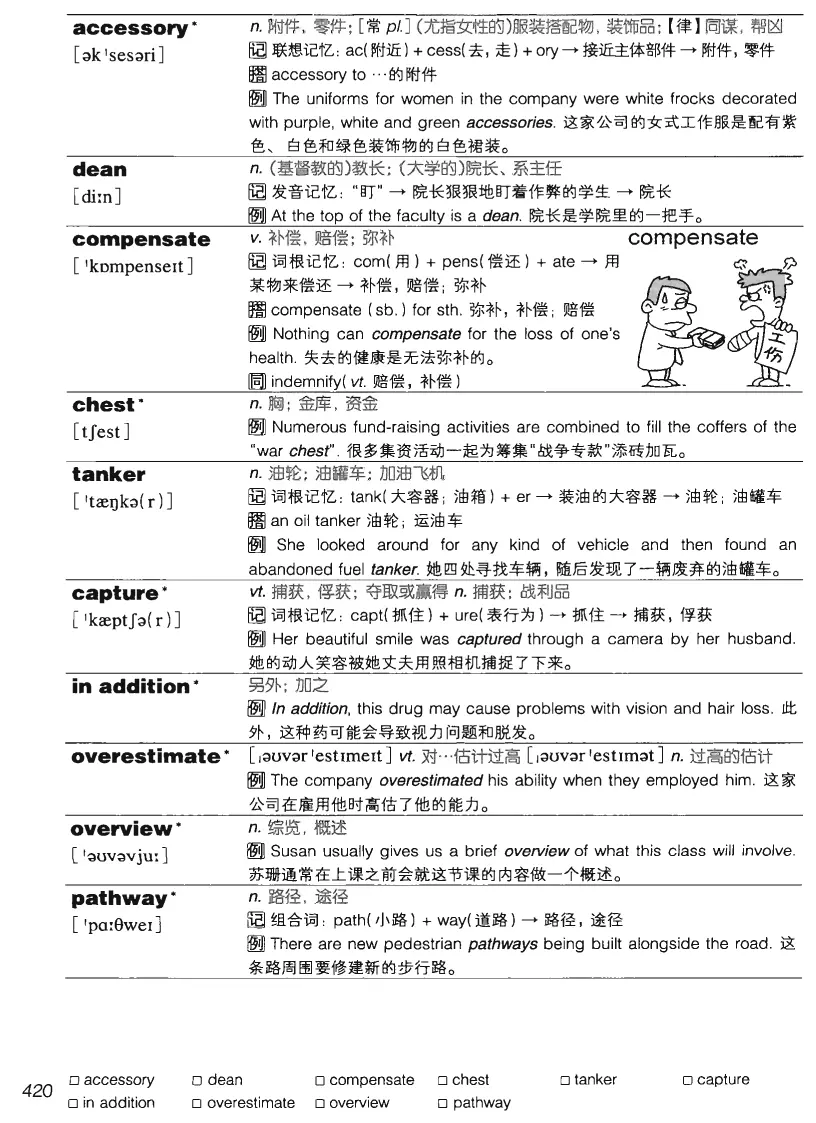 accessory* n. 附件, 零件; [常 pl.] (尤指女性的)服装搭配物, 装饰品; 【律】同谋, 帮凶
[əkˈsesəri] 记 联想记忆: ac(附近) + cess(去, 走) + ory → 接近主体部件 → 附件, 零件
搭 accessory to …的附件
例 The uniforms for women in the company were white frocks decorated
with purple, white and green accessories. 这家公司的女式工作服是配有紫
色、白色和绿色装饰物的白色裙装。
dean n. (基督教的)教长; (大学的)院长、系主任
[diːn] 记 发音记忆: "盯" → 院长狠狠地盯着作弊的学生 → 院长
例 At the top of the faculty is a dean. 院长是学院里的一把手。
compensate v. 补偿, 赔偿; 弥补
[ˈkɒmpenseɪt] 记 词根记忆: com(用) + pens(偿还) + ate → 用
某物来偿还 → 补偿, 赔偿; 弥补
搭 compensate (sb.) for sth. 弥补, 补偿; 赔偿
例 Nothing can compensate for the loss of one's
health. 失去的健康是无法弥补的。
同 indemnify(vt. 赔偿, 补偿)
compensate
工伤
chest* n. 胸; 金库, 资金
[tʃest] 例 Numerous fund-raising activities are combined to fill the coffers of the
"war chest". 很多集资活动一起为筹集"战争专款"添砖加瓦。
tanker n. 油轮; 油罐车; 加油飞机
[ˈtæŋkə(r)] 记 词根记忆: tank(大容器; 油箱) + er → 装油的大容器 → 油轮; 油罐车
搭 an oil tanker 油轮; 运油车
例 She looked around for any kind of vehicle and then found an
abandoned fuel tanker. 她四处寻找车辆, 随后发现了一辆废弃的油罐车。
capture* vt. 捕获, 俘获; 夺取或赢得 n. 捕获; 战利品
[ˈkæptʃə(r)] 记 词根记忆: capt(抓住) + ure(表行为) → 抓住 → 捕获, 俘获
例 Her beautiful smile was captured through a camera by her husband.
她的动人笑容被她丈夫用照相机捕捉了下来。
in addition* 另外; 加之
例 In addition, this drug may cause problems with vision and hair loss. 此
外, 这种药可能会导致视力问题和脱发。
overestimate* [ˌəʊvərˈestɪmeɪt] vt. 对…估计过高 [ˌəʊvərˈestɪmət] n. 过高的估计
例 The company overestimated his ability when they employed him. 这家
公司在雇用他时高估了他的能力。
overview* n. 综览, 概述
[ˈəʊvəvjuː] 例 Susan usually gives us a brief overview of what this class will involve.
苏珊通常在上课之前会就这节课的内容做一个概述。
pathway* n. 路径, 途径
[ˈpɑːθweɪ] 记 组合词: path(小路) + way(道路) → 路径, 途径
例 There are new pedestrian pathways being built alongside the road. 这
条路周围要修建新的步行路。
420 □ accessory □ dean □ compensate □ chest □ tanker □ capture
□ in addition □ overestimate □ overview □ pathway